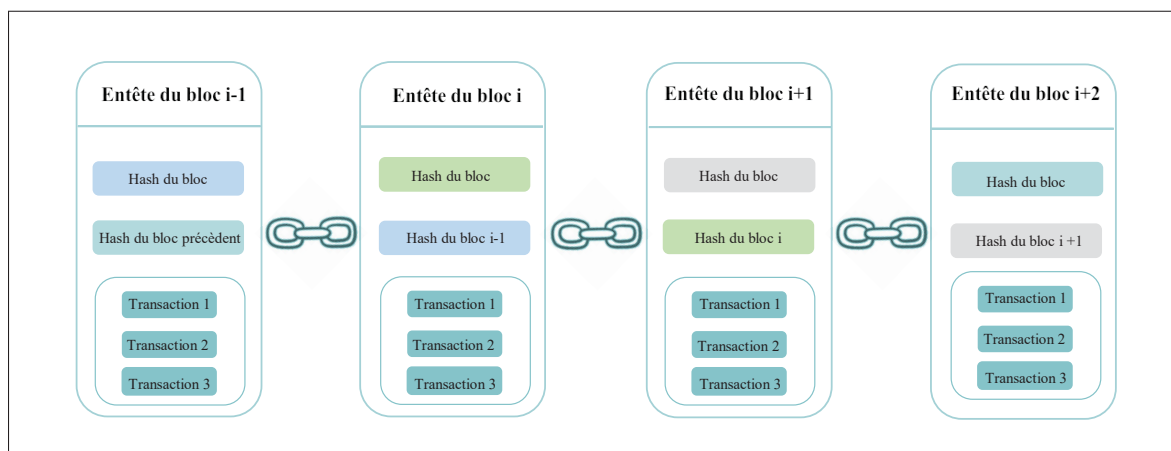 Entête du bloc i-1
Hash du bloc
Hash du bloc précèdent
Transaction 1
Transaction 2
Transaction 3
Entête du bloc i
Hash du bloc
Hash du bloc i-1
Transaction 1
Transaction 2
Transaction 3
Entête du bloc i+1
Hash du bloc
Hash du bloc i
Transaction 1
Transaction 2
Transaction 3
Entête du bloc i+2
Hash du bloc
Hash du bloc i +1
Transaction 1
Transaction 2
Transaction 3